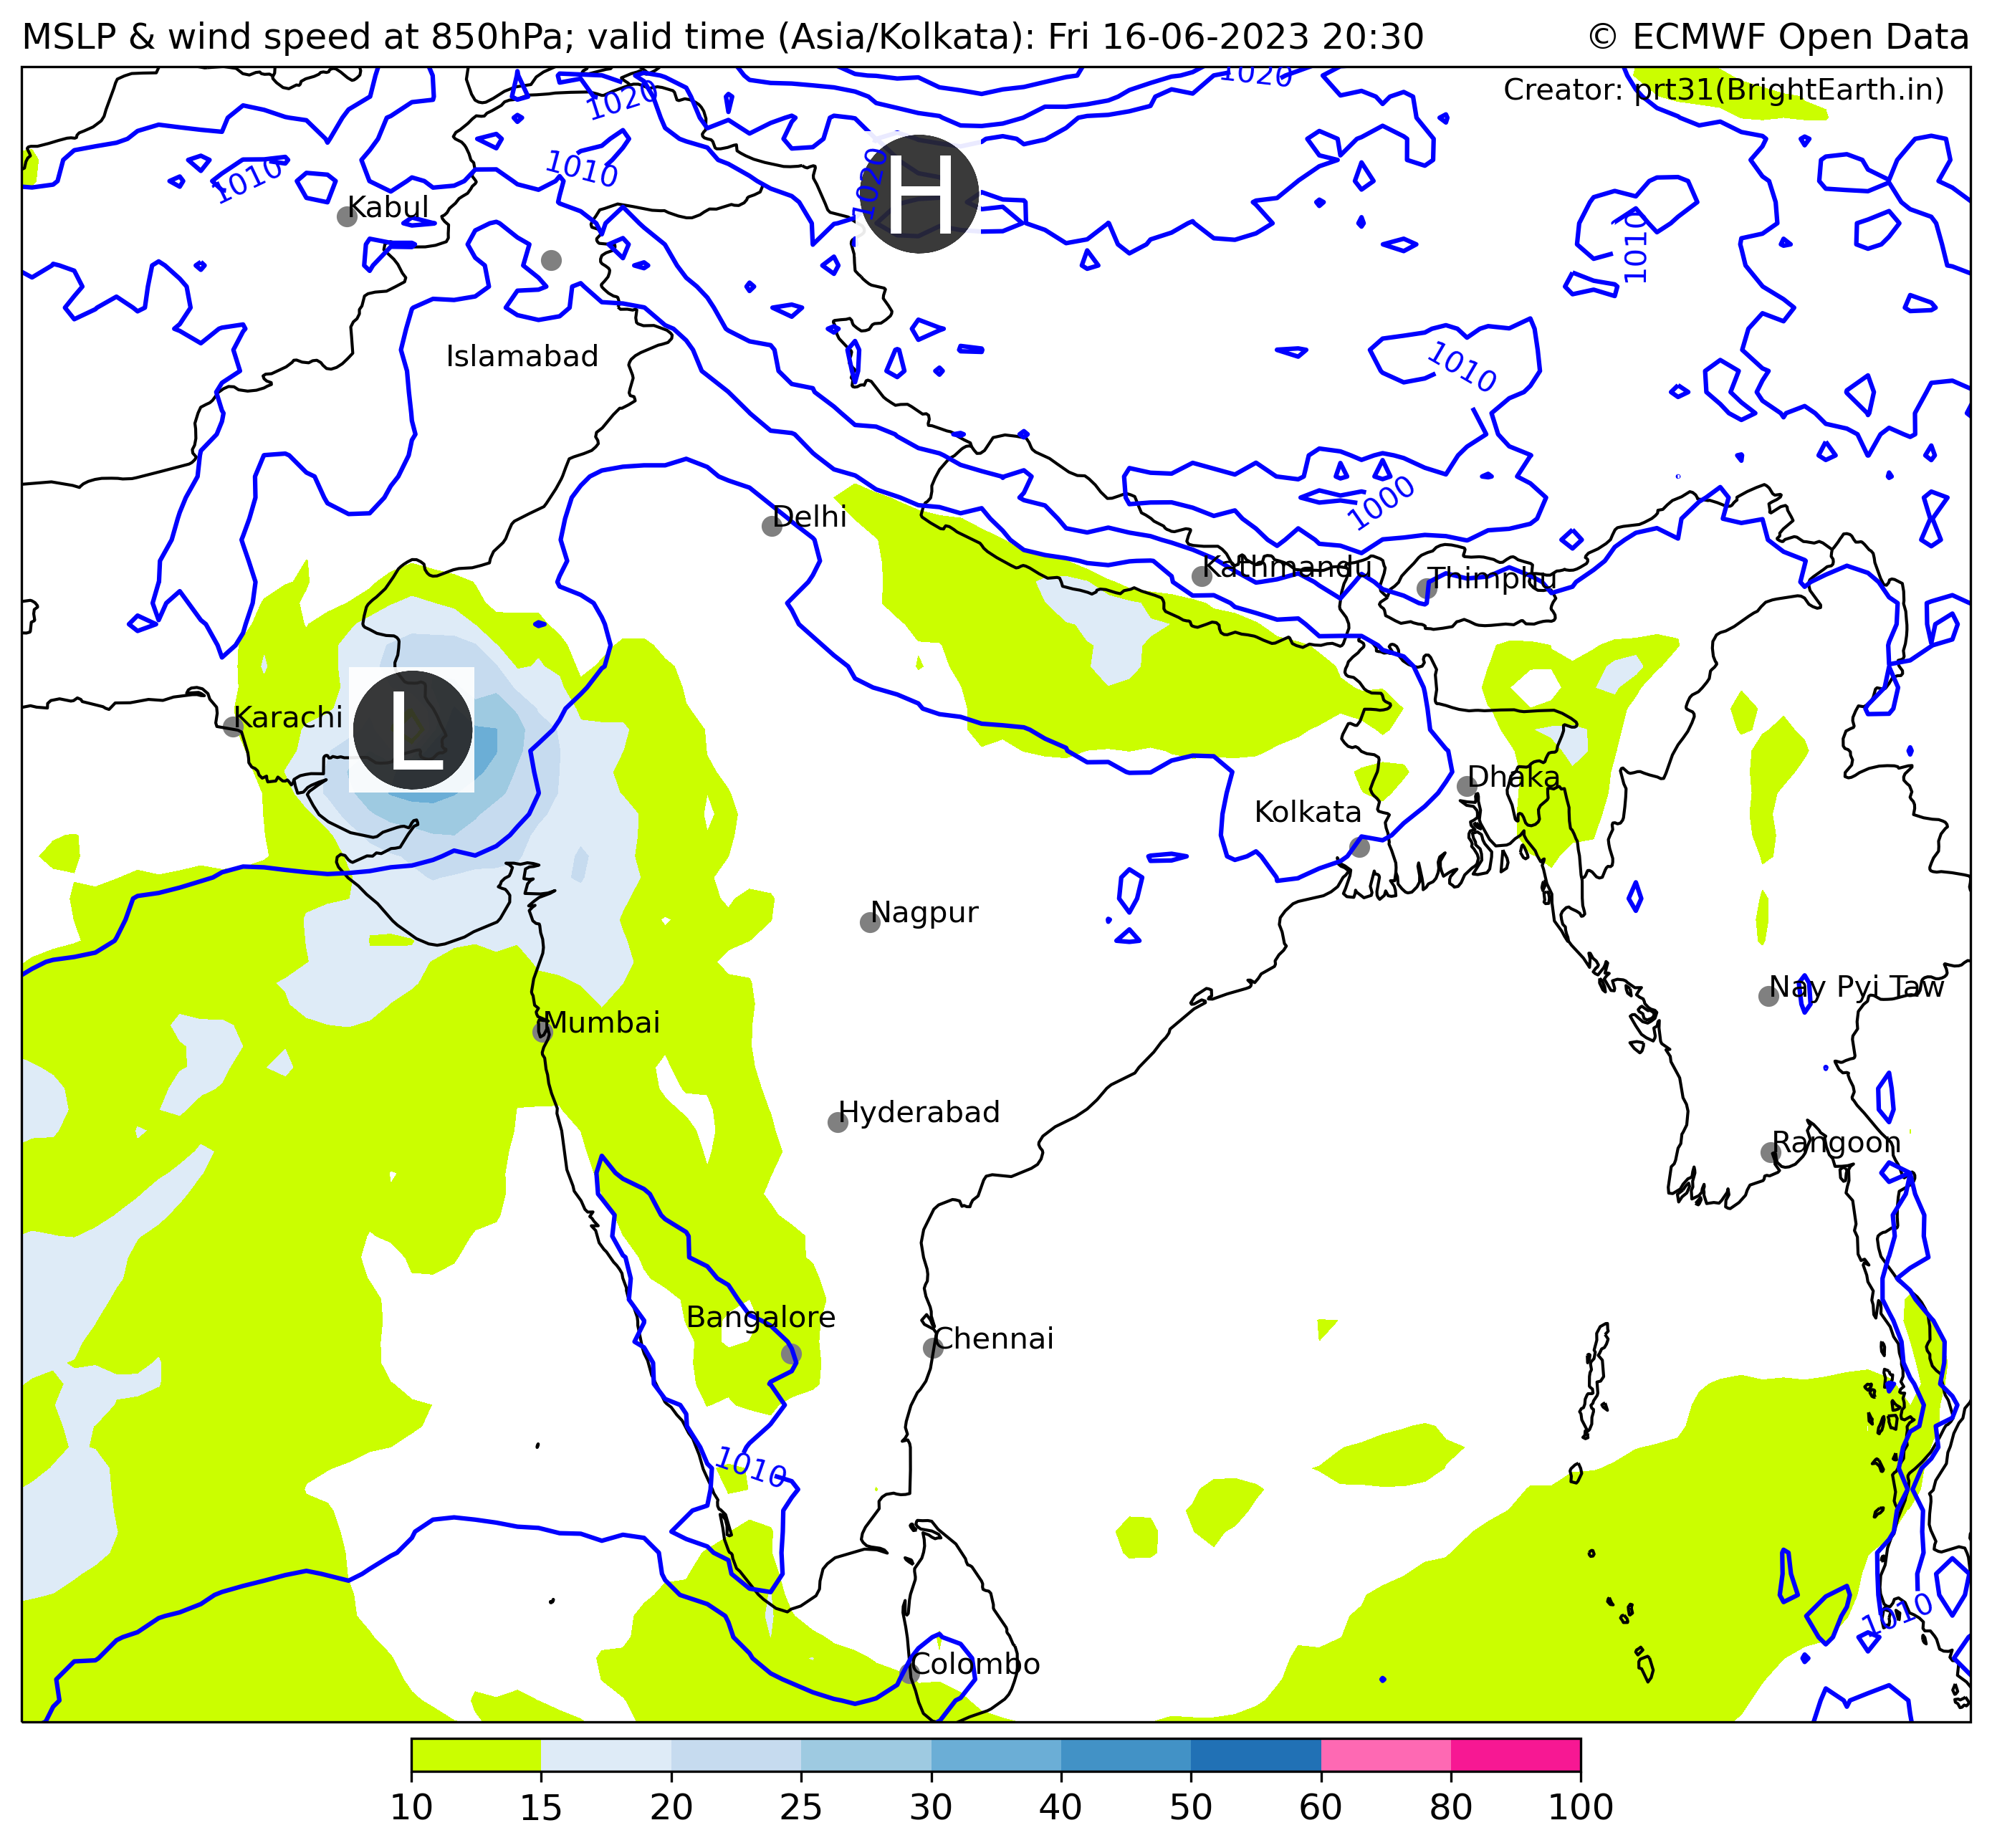 MSLP & wind speed at 850hPa; valid time (Asia/Kolkata): Fri 16-06-2023 20:30
© ECMWF Open Data
Creator: prt31(BrightEarth.in)
1020
1020
1010
1010
1020
H
Kabul
1010
Islamabad
1010
1000
Delhi
Kathmandu
Thimphu
Karachi
L
Dhaka
Kolkata
Nagpur
Nay Pyi Taw
Mumbai
Hyderabad
Rangoon
Bangalore
Chennai
1010
1010
Colombo
10 15 20 25 30 40 50 60 80 100